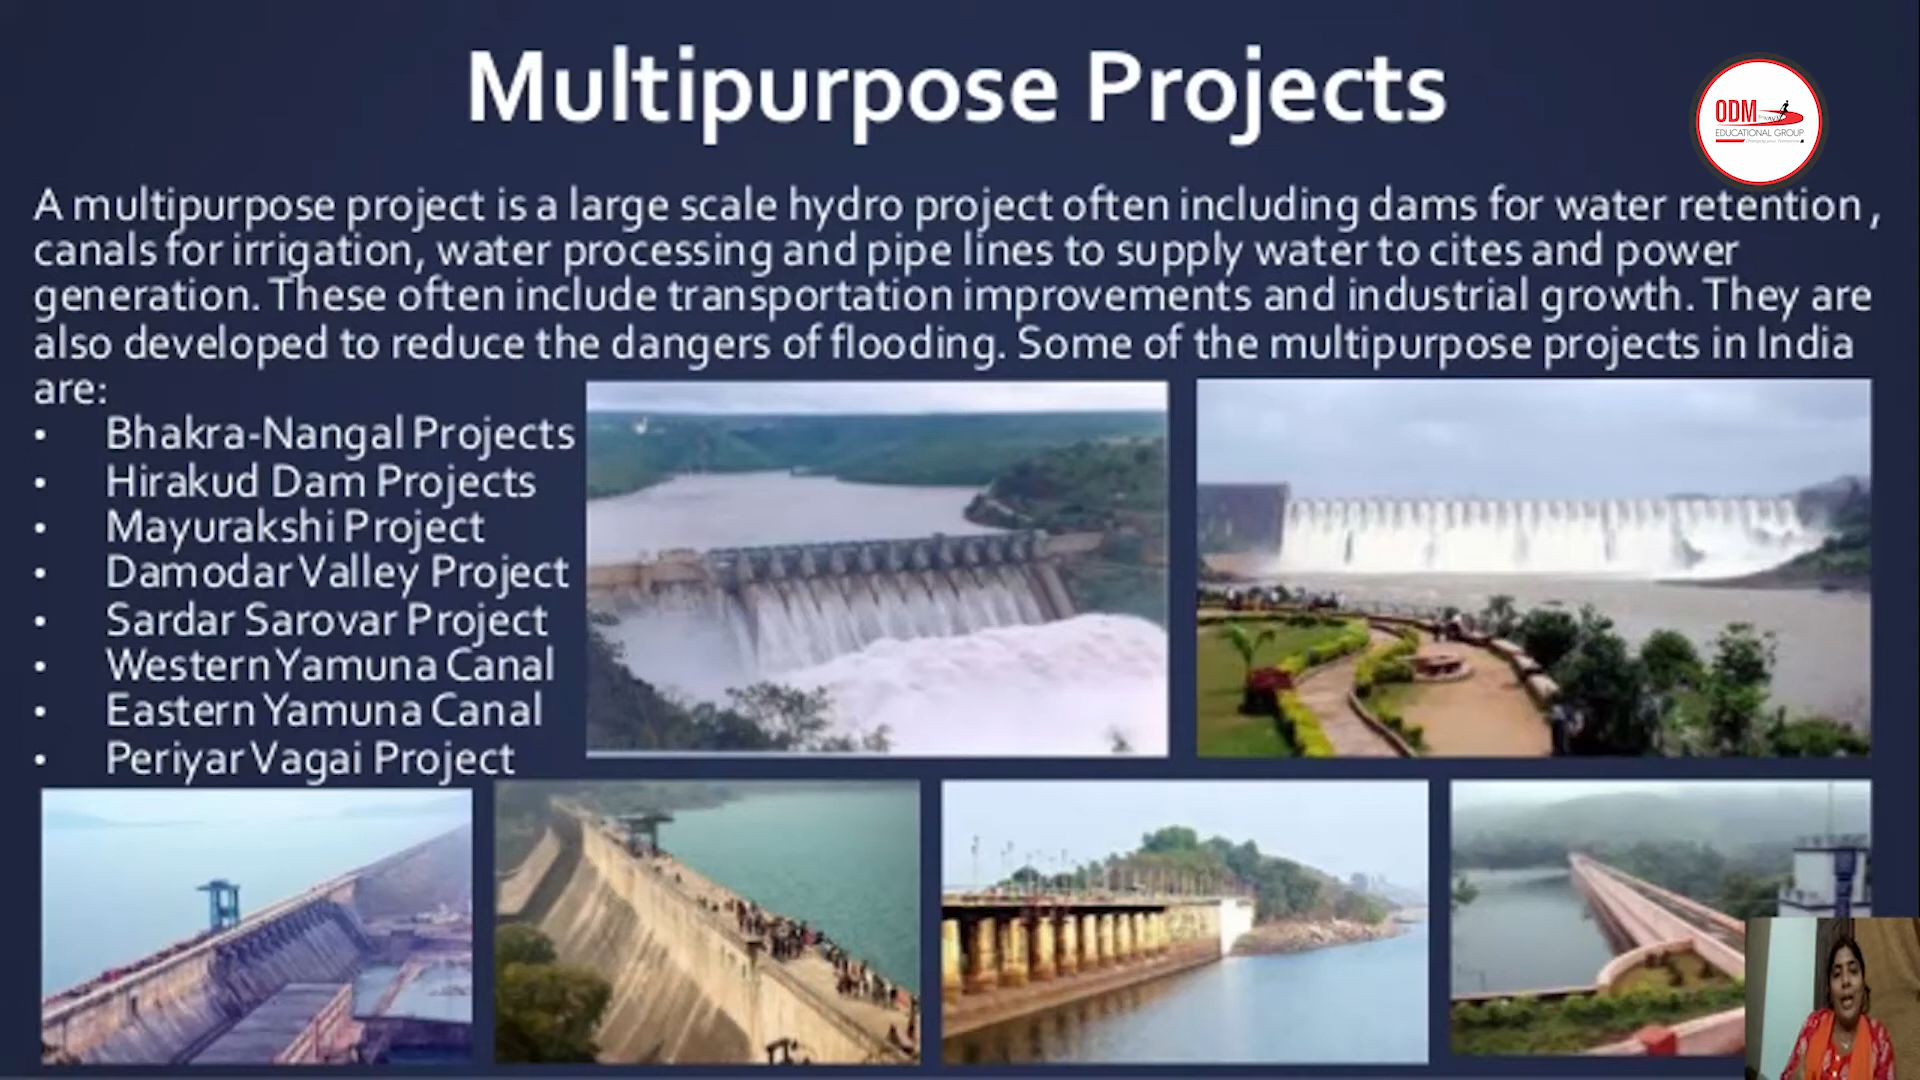 Multipurpose Projects
ODM
EDUCATIONAL GROUP
A multipurpose project is a large scale hydro project often including dams for water retention ,
canals for irrigation, water processing and pipe lines to supply water to cites and power
generation. These often include transportation improvements and industrial growth. They are
also developed to reduce the dangers of flooding. Some of the multipurpose projects in India
are:
• Bhakra-Nangal Projects
• Hirakud Dam Projects
• Mayurakshi Project
• Damodar Valley Project
• Sardar Sarovar Project
• Western Yamuna Canal
• Eastern Yamuna Canal
• Periyar Vagai Project